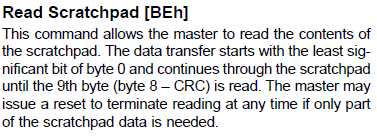 Read Scratchpad [BEh]
This command allows the master to read the contents of
the scratchpad. The data transfer starts with the least sig-
nificant bit of byte 0 and continues through the scratchpad
until the 9th byte (byte 8 – CRC) is read. The master may
issue a reset to terminate reading at any time if only part
of the scratchpad data is needed.